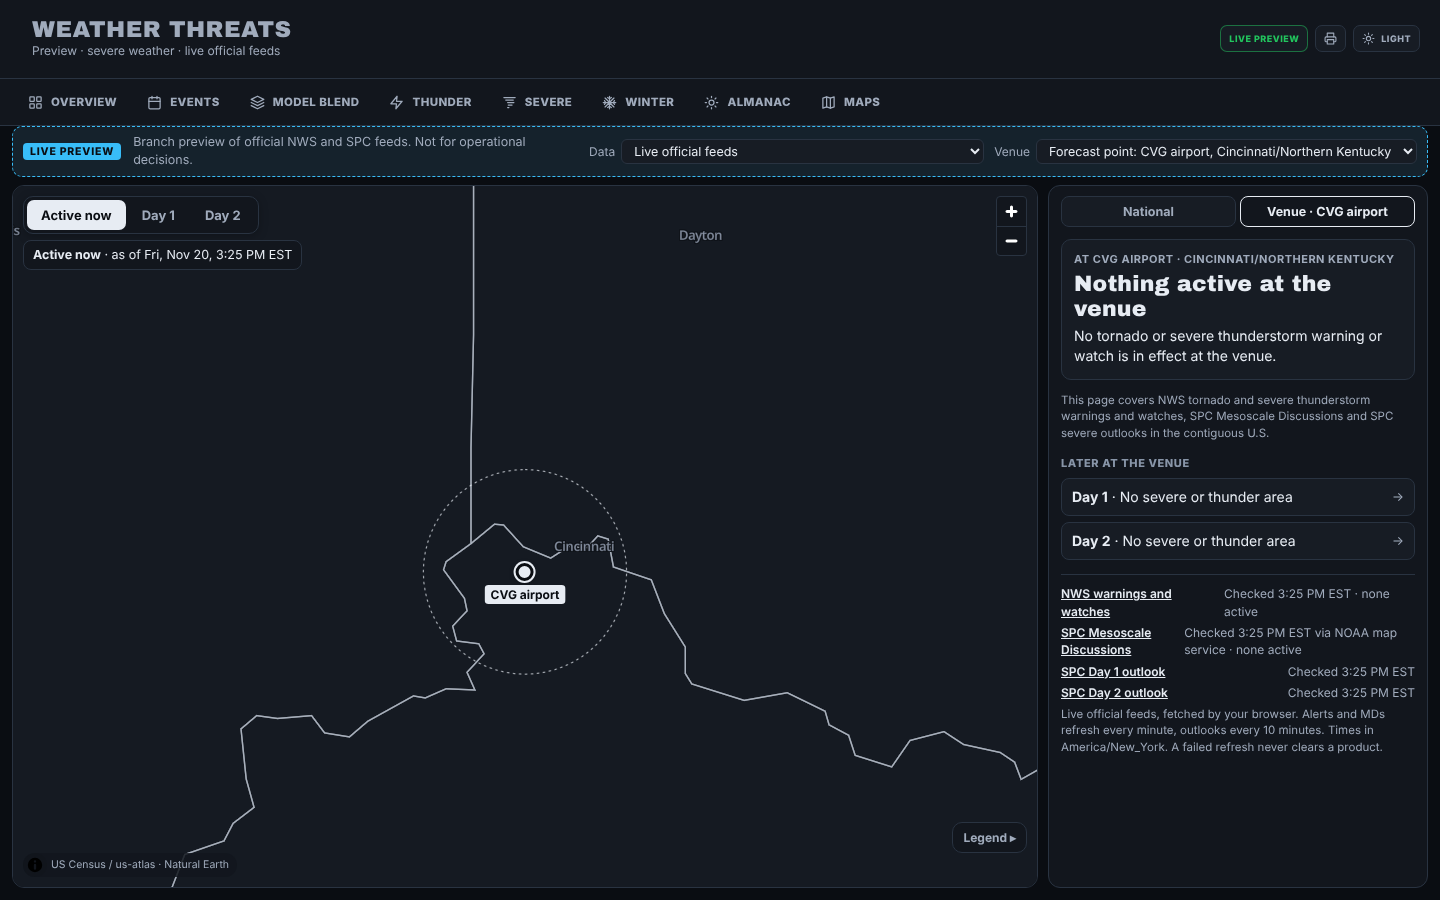 WEATHER THREATS
Preview · severe weather · live official feeds
LIVE PREVIEW
LIGHT
OVERVIEW
EVENTS
MODEL BLEND
THUNDER
SEVERE
WINTER
ALMANAC
MAPS
LIVE PREVIEW
Branch preview of official NWS and SPC feeds. Not for operational
decisions.
Data
Live official feeds
Venue
Forecast point: CVG airport, Cincinnati/Northern Kentucky
Active now
Day 1
Day 2
Active now · as of Fri, Nov 20, 3:25 PM EST
s
Dayton
+
−
Cincinnati
CVG airport
Legend ▸
US Census / us-atlas · Natural Earth
National
Venue · CVG airport
AT CVG AIRPORT · CINCINNATI/NORTHERN KENTUCKY
Nothing active at the
venue
No tornado or severe thunderstorm warning or
watch is in effect at the venue.
This page covers NWS tornado and severe thunderstorm
warnings and watches, SPC Mesoscale Discussions and SPC
severe outlooks in the contiguous U.S.
LATER AT THE VENUE
Day 1 · No severe or thunder area →
Day 2 · No severe or thunder area →
NWS warnings and
watches
Checked 3:25 PM EST · none
active
SPC Mesoscale
Discussions
Checked 3:25 PM EST via NOAA map
service · none active
SPC Day 1 outlook
Checked 3:25 PM EST
SPC Day 2 outlook
Checked 3:25 PM EST
Live official feeds, fetched by your browser. Alerts and MDs
refresh every minute, outlooks every 10 minutes. Times in
America/New_York. A failed refresh never clears a product.